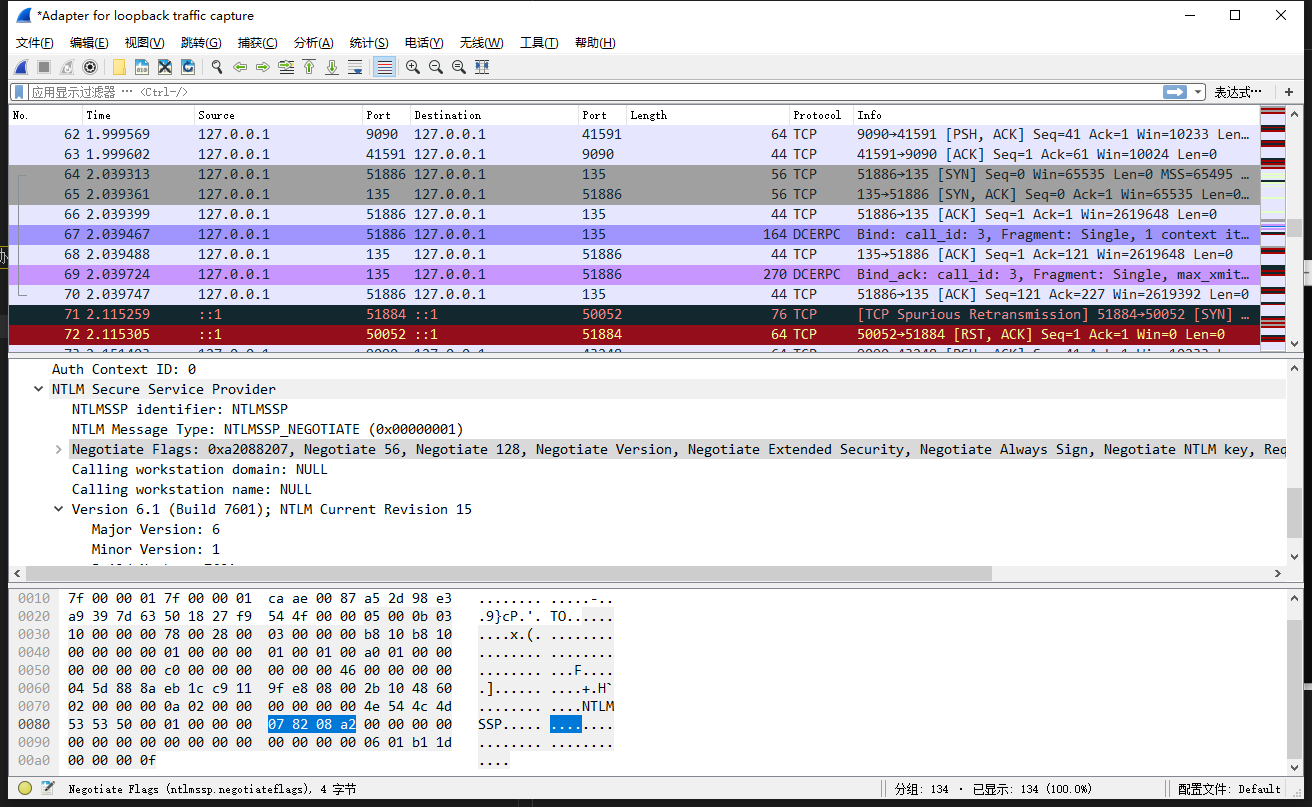 *Adapter for loopback traffic capture
文件(F) 编辑(E) 视图(V) 跳转(G) 捕获(C) 分析(A) 统计(S) 电话(Y) 无线(W) 工具(T) 帮助(H)
应用显示过滤器 … <Ctrl-/> 表达式… +
No. Time Source Port Destination Port Length Protocol Info
62 1.999569 127.0.0.1 9090 127.0.0.1 41591 64 TCP 9090→41591 [PSH, ACK] Seq=41 Ack=1 Win=10233 Len…
63 1.999602 127.0.0.1 41591 127.0.0.1 9090 44 TCP 41591→9090 [ACK] Seq=1 Ack=61 Win=10024 Len=0
64 2.039313 127.0.0.1 51886 127.0.0.1 135 56 TCP 51886→135 [SYN] Seq=0 Win=65535 Len=0 MSS=65495 …
65 2.039361 127.0.0.1 135 127.0.0.1 51886 56 TCP 135→51886 [SYN, ACK] Seq=0 Ack=1 Win=65535 Len=0…
66 2.039399 127.0.0.1 51886 127.0.0.1 135 44 TCP 51886→135 [ACK] Seq=1 Ack=1 Win=2619648 Len=0
67 2.039467 127.0.0.1 51886 127.0.0.1 135 164 DCERPC Bind: call_id: 3, Fragment: Single, 1 context it…
68 2.039488 127.0.0.1 135 127.0.0.1 51886 44 TCP 135→51886 [ACK] Seq=1 Ack=121 Win=2619648 Len=0
69 2.039724 127.0.0.1 135 127.0.0.1 51886 270 DCERPC Bind_ack: call_id: 3, Fragment: Single, max_xmit…
70 2.039747 127.0.0.1 51886 127.0.0.1 135 44 TCP 51886→135 [ACK] Seq=121 Ack=227 Win=2619392 Len=0
71 2.115259 ::1 51884 ::1 50052 76 TCP [TCP Spurious Retransmission] 51884→50052 [SYN] …
72 2.115305 ::1 50052 ::1 51884 64 TCP 50052→51884 [RST, ACK] Seq=1 Ack=1 Win=0 Len=0
Auth Context ID: 0
NTLM Secure Service Provider
NTLMSSP identifier: NTLMSSP
NTLM Message Type: NTLMSSP_NEGOTIATE (0x00000001)
Negotiate Flags: 0xa2088207, Negotiate 56, Negotiate 128, Negotiate Version, Negotiate Extended Security, Negotiate Always Sign, Negotiate NTLM key, Req
Calling workstation domain: NULL
Calling workstation name: NULL
Version 6.1 (Build 7601); NTLM Current Revision 15
Major Version: 6
Minor Version: 1
0010 7f 00 00 01 7f 00 00 01 ca ae 00 87 a5 2d 98 e3 ........ .....-..
0020 a9 39 7d 63 50 18 27 f9 54 4f 00 00 05 00 0b 03 .9}cP.'. TO......
0030 10 00 00 00 78 00 28 00 03 00 00 00 b8 10 b8 10 ....x.(. ........
0040 00 00 00 00 01 00 00 00 01 00 01 00 a0 01 00 00 ........ ........
0050 00 00 00 00 c0 00 00 00 00 00 00 46 00 00 00 00 ........ ...F....
0060 04 5d 88 8a eb 1c c9 11 9f e8 08 00 2b 10 48 60 .]...... ....+.H`
0070 02 00 00 00 0a 02 00 00 00 00 00 00 4e 54 4c 4d ........ ....NTLM
0080 53 53 50 00 01 00 00 00 07 82 08 a2 00 00 00 00 SSP..... ........
0090 00 00 00 00 00 00 00 00 00 00 00 00 06 01 b1 1d ........ ........
00a0 00 00 00 0f ....
Negotiate Flags (ntlmssp.negotiateflags), 4 字节 分组: 134 · 已显示: 134 (100.0%) 配置文件: Default